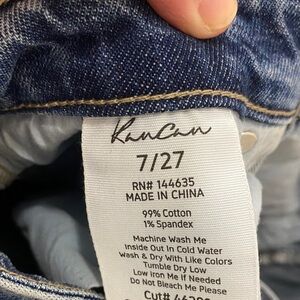 KanCan
7/27
RN# 144635
MADE IN CHINA
99% Cotton
1% Spandex
Machine Wash Me
Inside Out In Cold Water
Wash & Dry With Like Colors
Tumble Dry Low
Low Iron Me If Needed
Do Not Bleach Me Please
Cut#